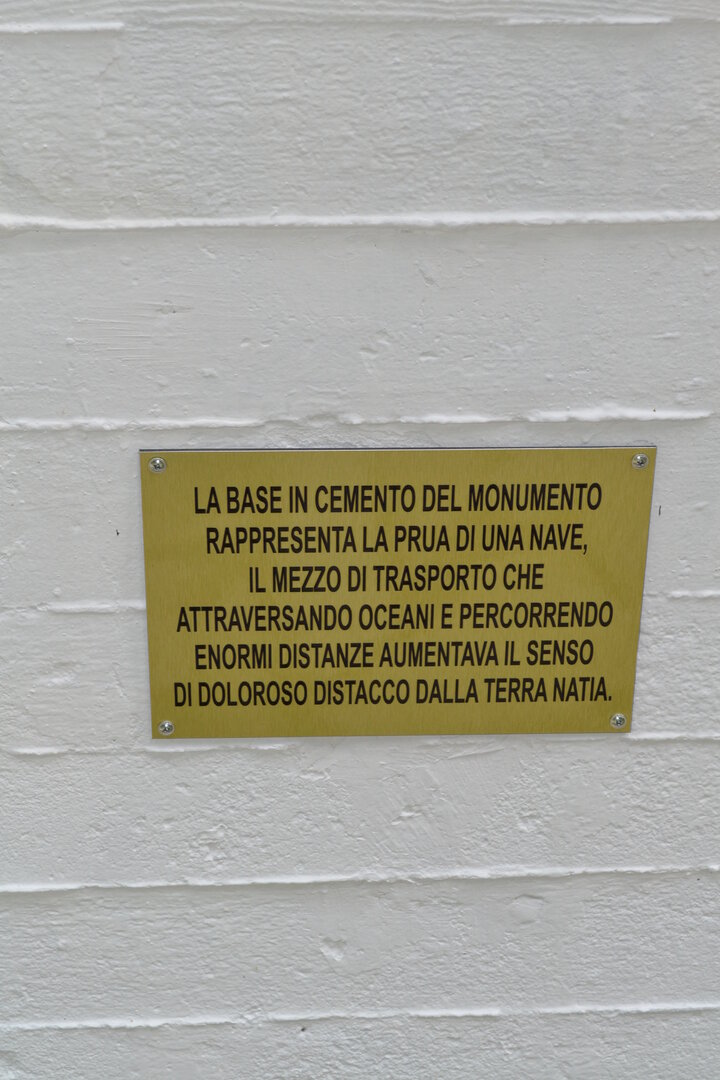 LA BASE IN CEMENTO DEL MONUMENTO
RAPPRESENTA LA PRUA DI UNA NAVE,
IL MEZZO DI TRASPORTO CHE
ATTRAVERSANDO OCEANI E PERCORRENDO
ENORMI DISTANZE AUMENTAVA IL SENSO
DI DOLOROSO DISTACCO DALLA TERRA NATIA.